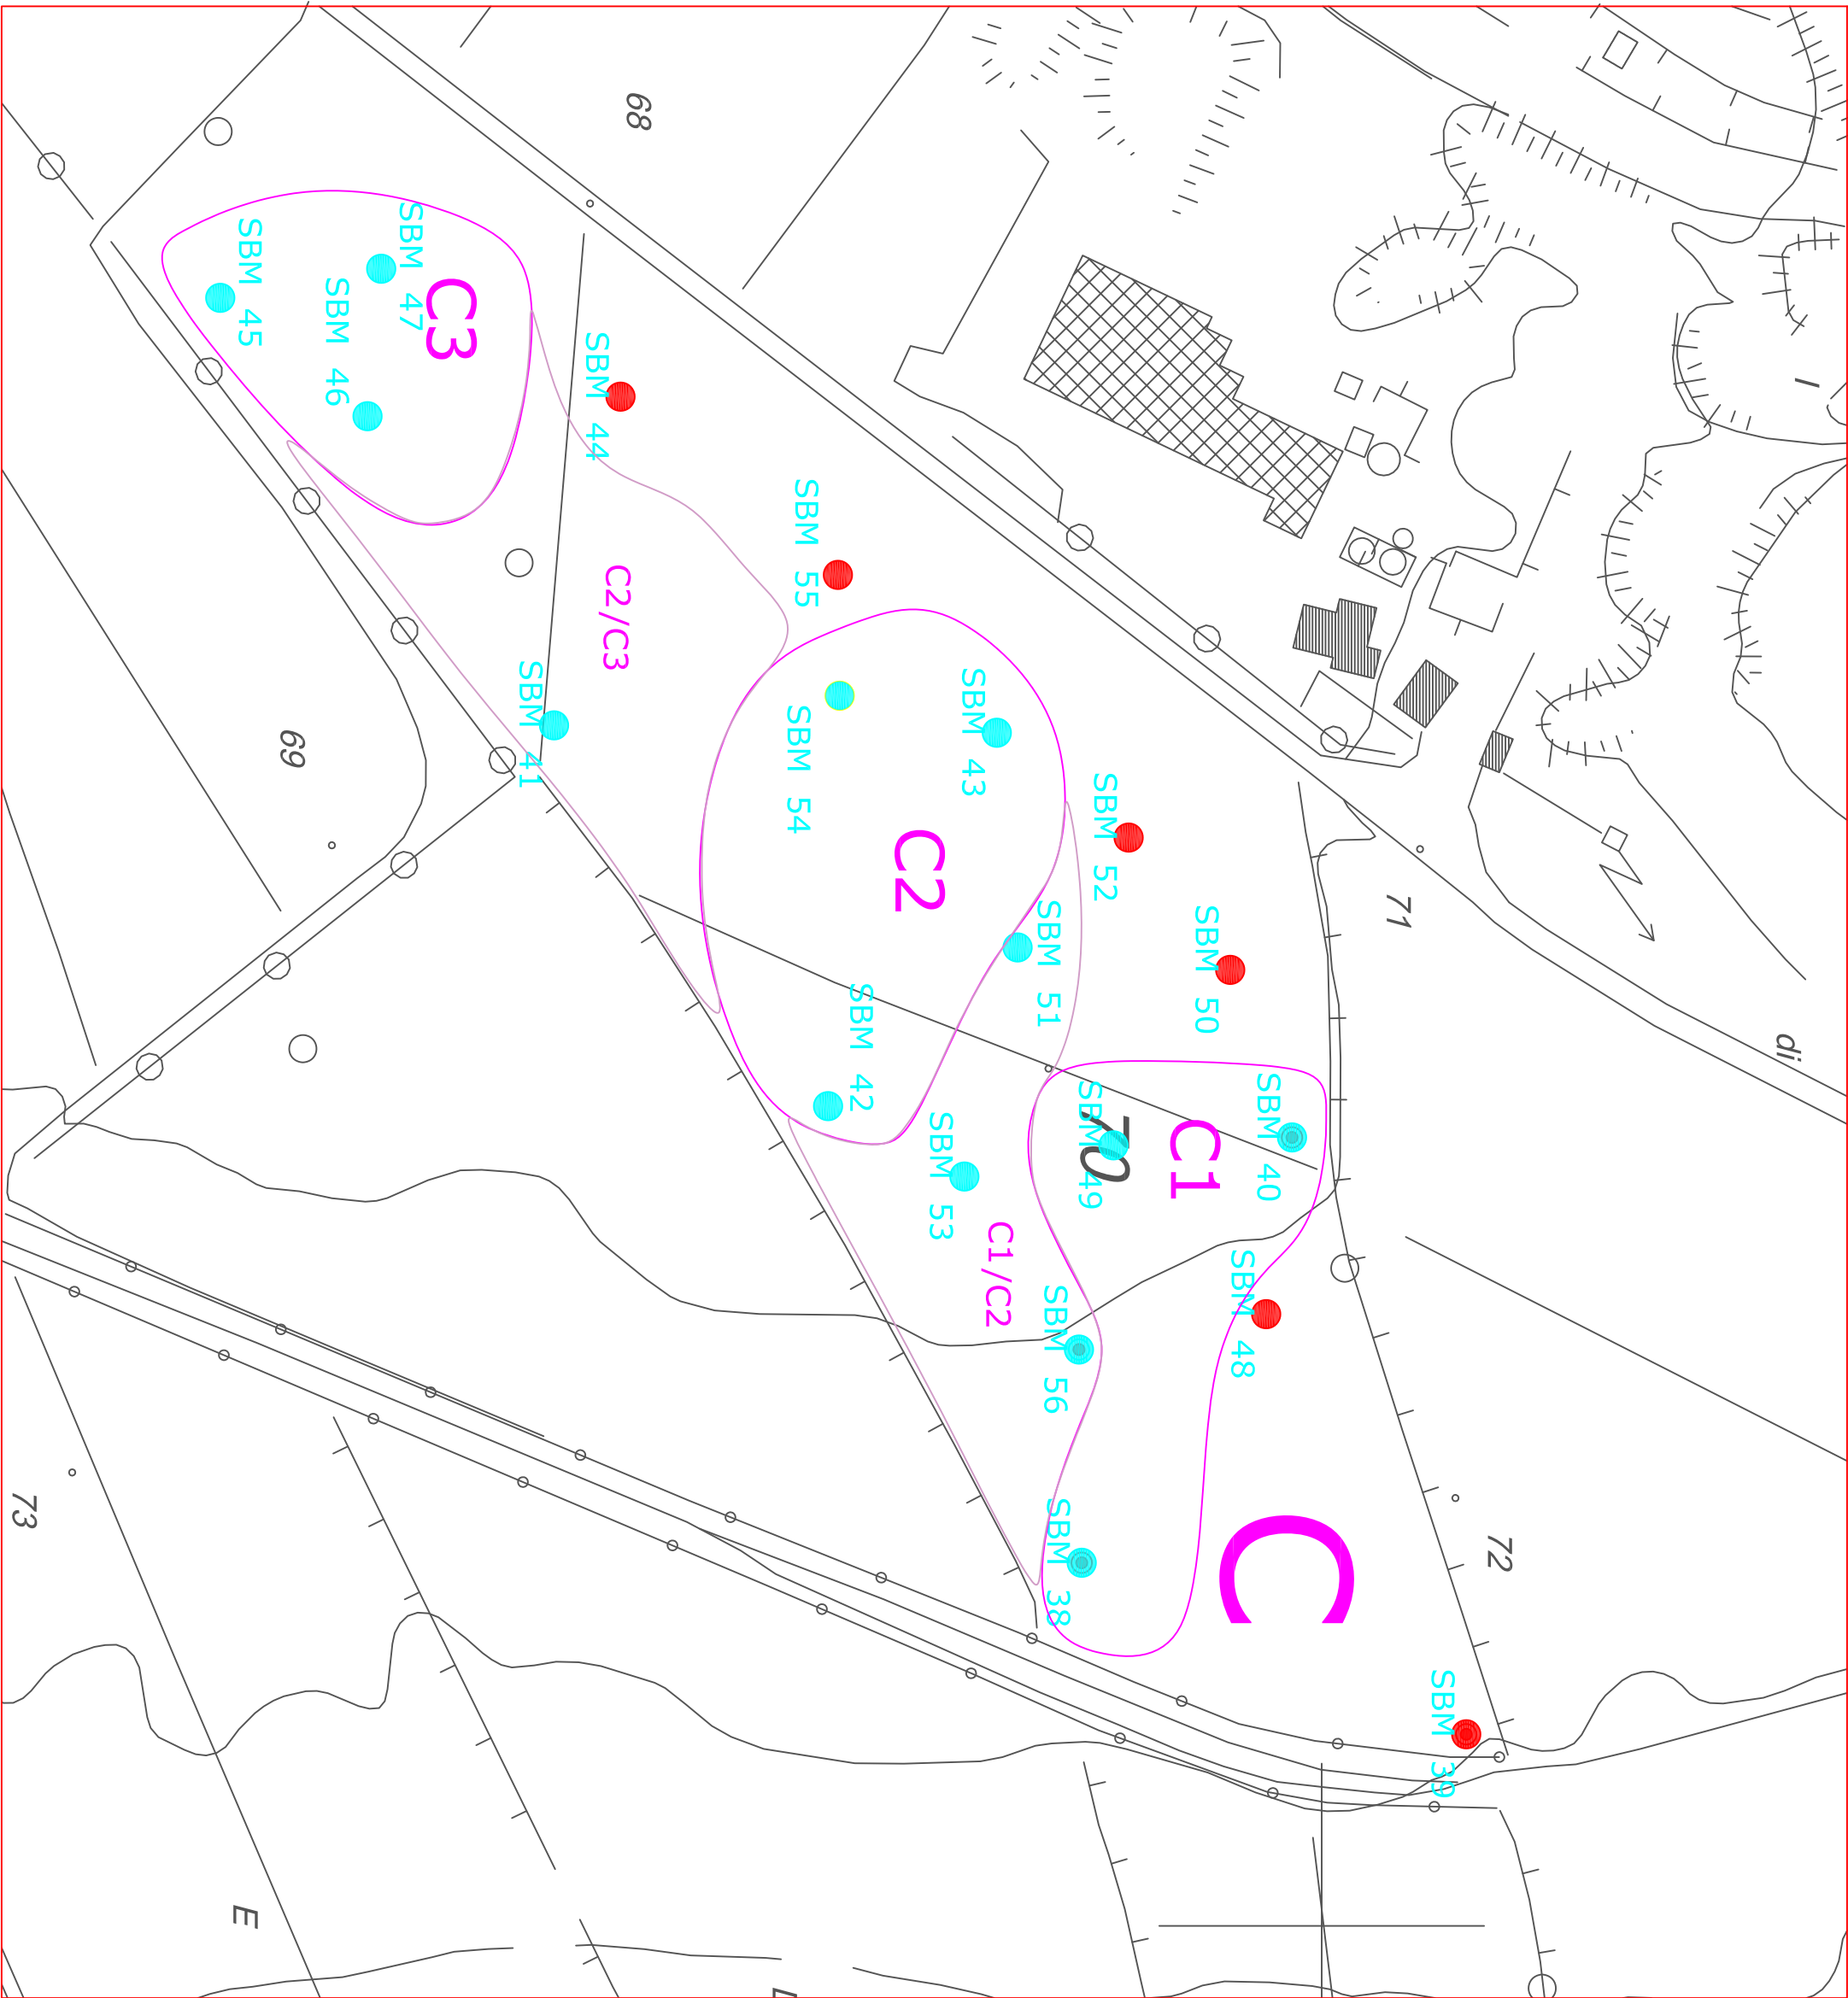 68
SBM 47
SBM 45
SBM 46
C3
SBM 44
I
SBM 55
C2/C3
SBM 41
69
SBM 43
SBM 54
C2
SBM 52
SBM 51
SBM 50
71
di
SBM 42
SBM 53
SBM 49
70
C1
SBM 40
C1/C2
SBM 48
SBM 56
SBM 38
C
72
73
SBM 39
E